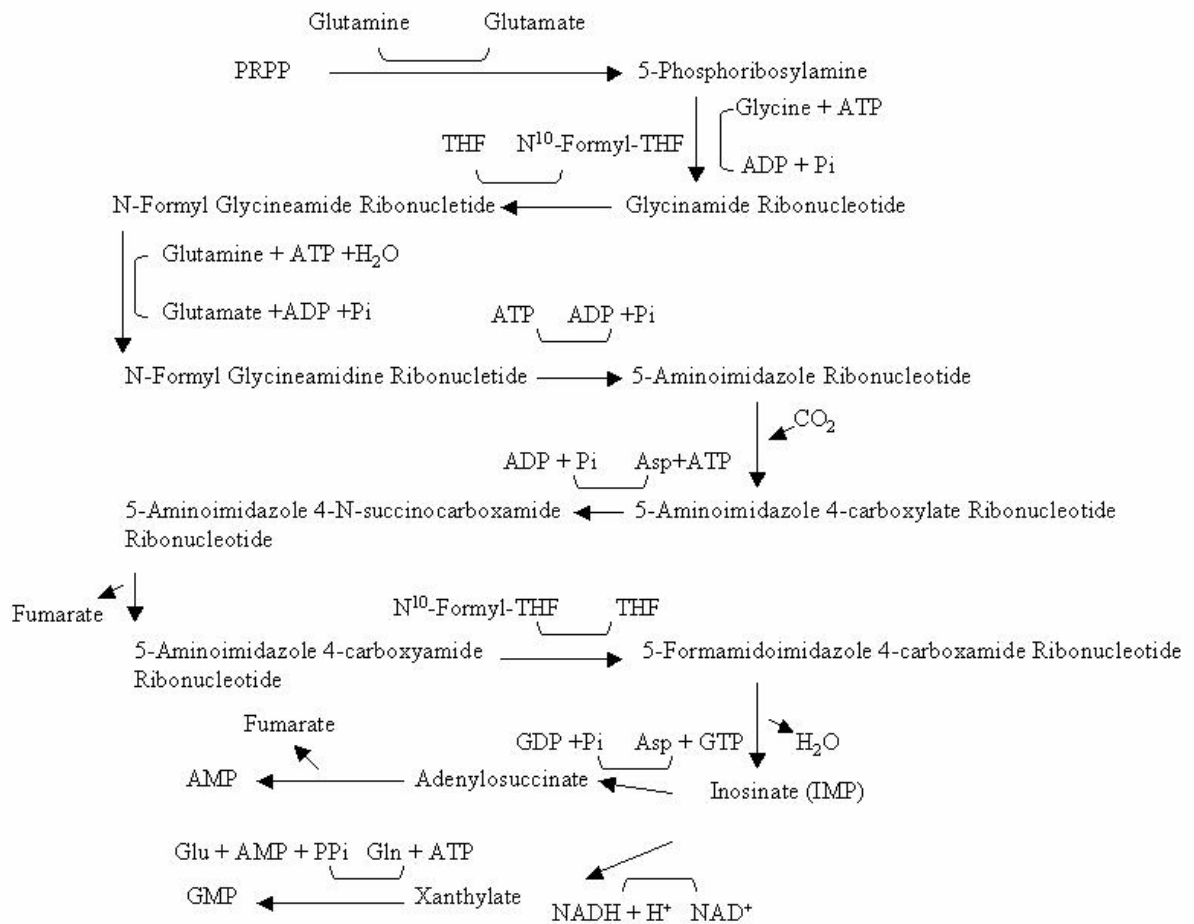 Glutamine Glutamate
PRPP 5-Phosphoribosylamine
Glycine + ATP
THF N¹⁰-Formyl-THF
ADP + Pi
N-Formyl Glycineamide Ribonucletide Glycinamide Ribonucleotide
Glutamine + ATP +H₂O
Glutamate +ADP +Pi
ATP ADP +Pi
N-Formyl Glycineamidine Ribonucletide 5-Aminoimidazole Ribonucleotide
CO₂
ADP + Pi Asp+ATP
5-Aminoimidazole 4-N-succinocarboxamide 5-Aminoimidazole 4-carboxylate Ribonucleotide
Ribonucleotide
Fumarate
N¹⁰-Formyl-THF THF
5-Aminoimidazole 4-carboxyamide 5-Formamidoimidazole 4-carboxamide Ribonucleotide
Ribonucleotide
Fumarate
GDP +Pi Asp + GTP H₂O
AMP Adenylosuccinate Inosinate (IMP)
Glu + AMP + PPi Gln + ATP
GMP Xanthylate
NADH + H⁺ NAD⁺